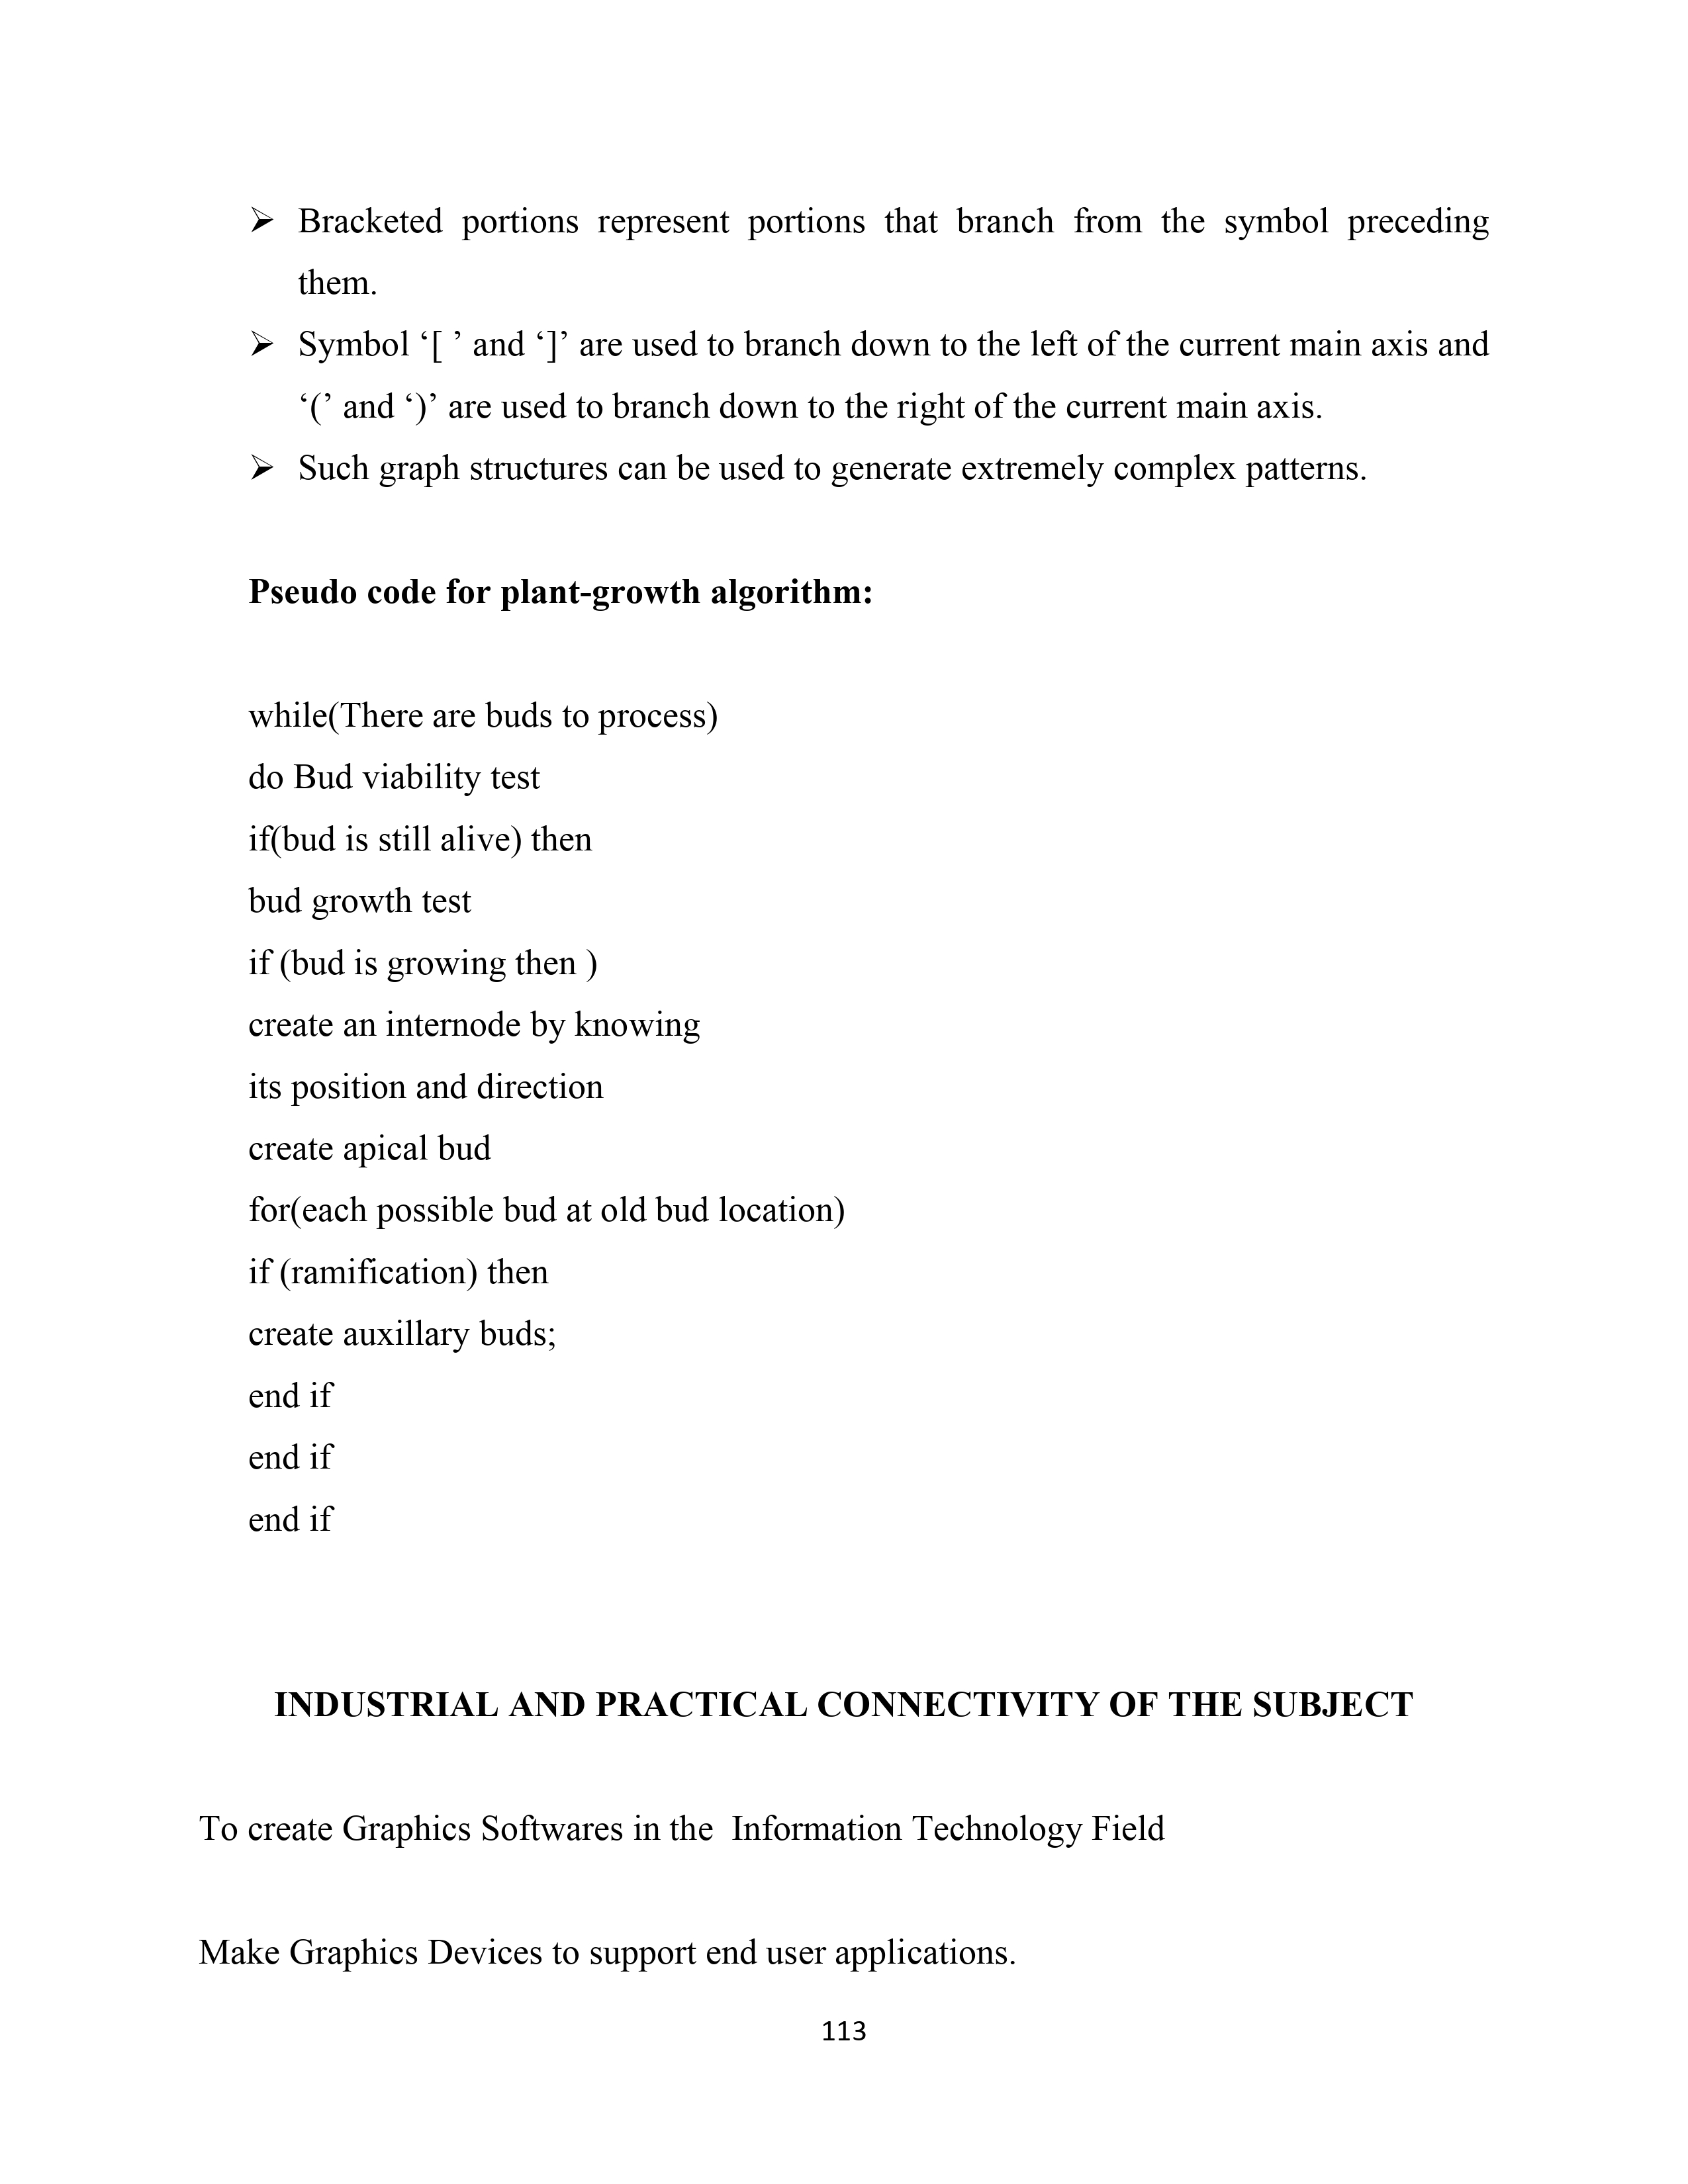 ➢ Bracketed portions represent portions that branch from the symbol preceding
them.
➢ Symbol ‘[ ’ and ‘]’ are used to branch down to the left of the current main axis and
‘(’ and ‘)’ are used to branch down to the right of the current main axis.
➢ Such graph structures can be used to generate extremely complex patterns.
Pseudo code for plant-growth algorithm:
while(There are buds to process)
do Bud viability test
if(bud is still alive) then
bud growth test
if (bud is growing then )
create an internode by knowing
its position and direction
create apical bud
for(each possible bud at old bud location)
if (ramification) then
create auxillary buds;
end if
end if
end if
INDUSTRIAL AND PRACTICAL CONNECTIVITY OF THE SUBJECT
To create Graphics Softwares in the  Information Technology Field
Make Graphics Devices to support end user applications.
113